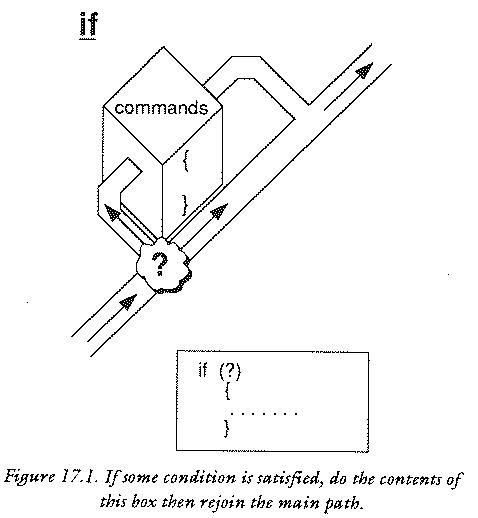 if
commands
{
}
?
if (?)
{
.......
}
Figure 17.1. If some condition is satisfied, do the contents of
this box then rejoin the main path.